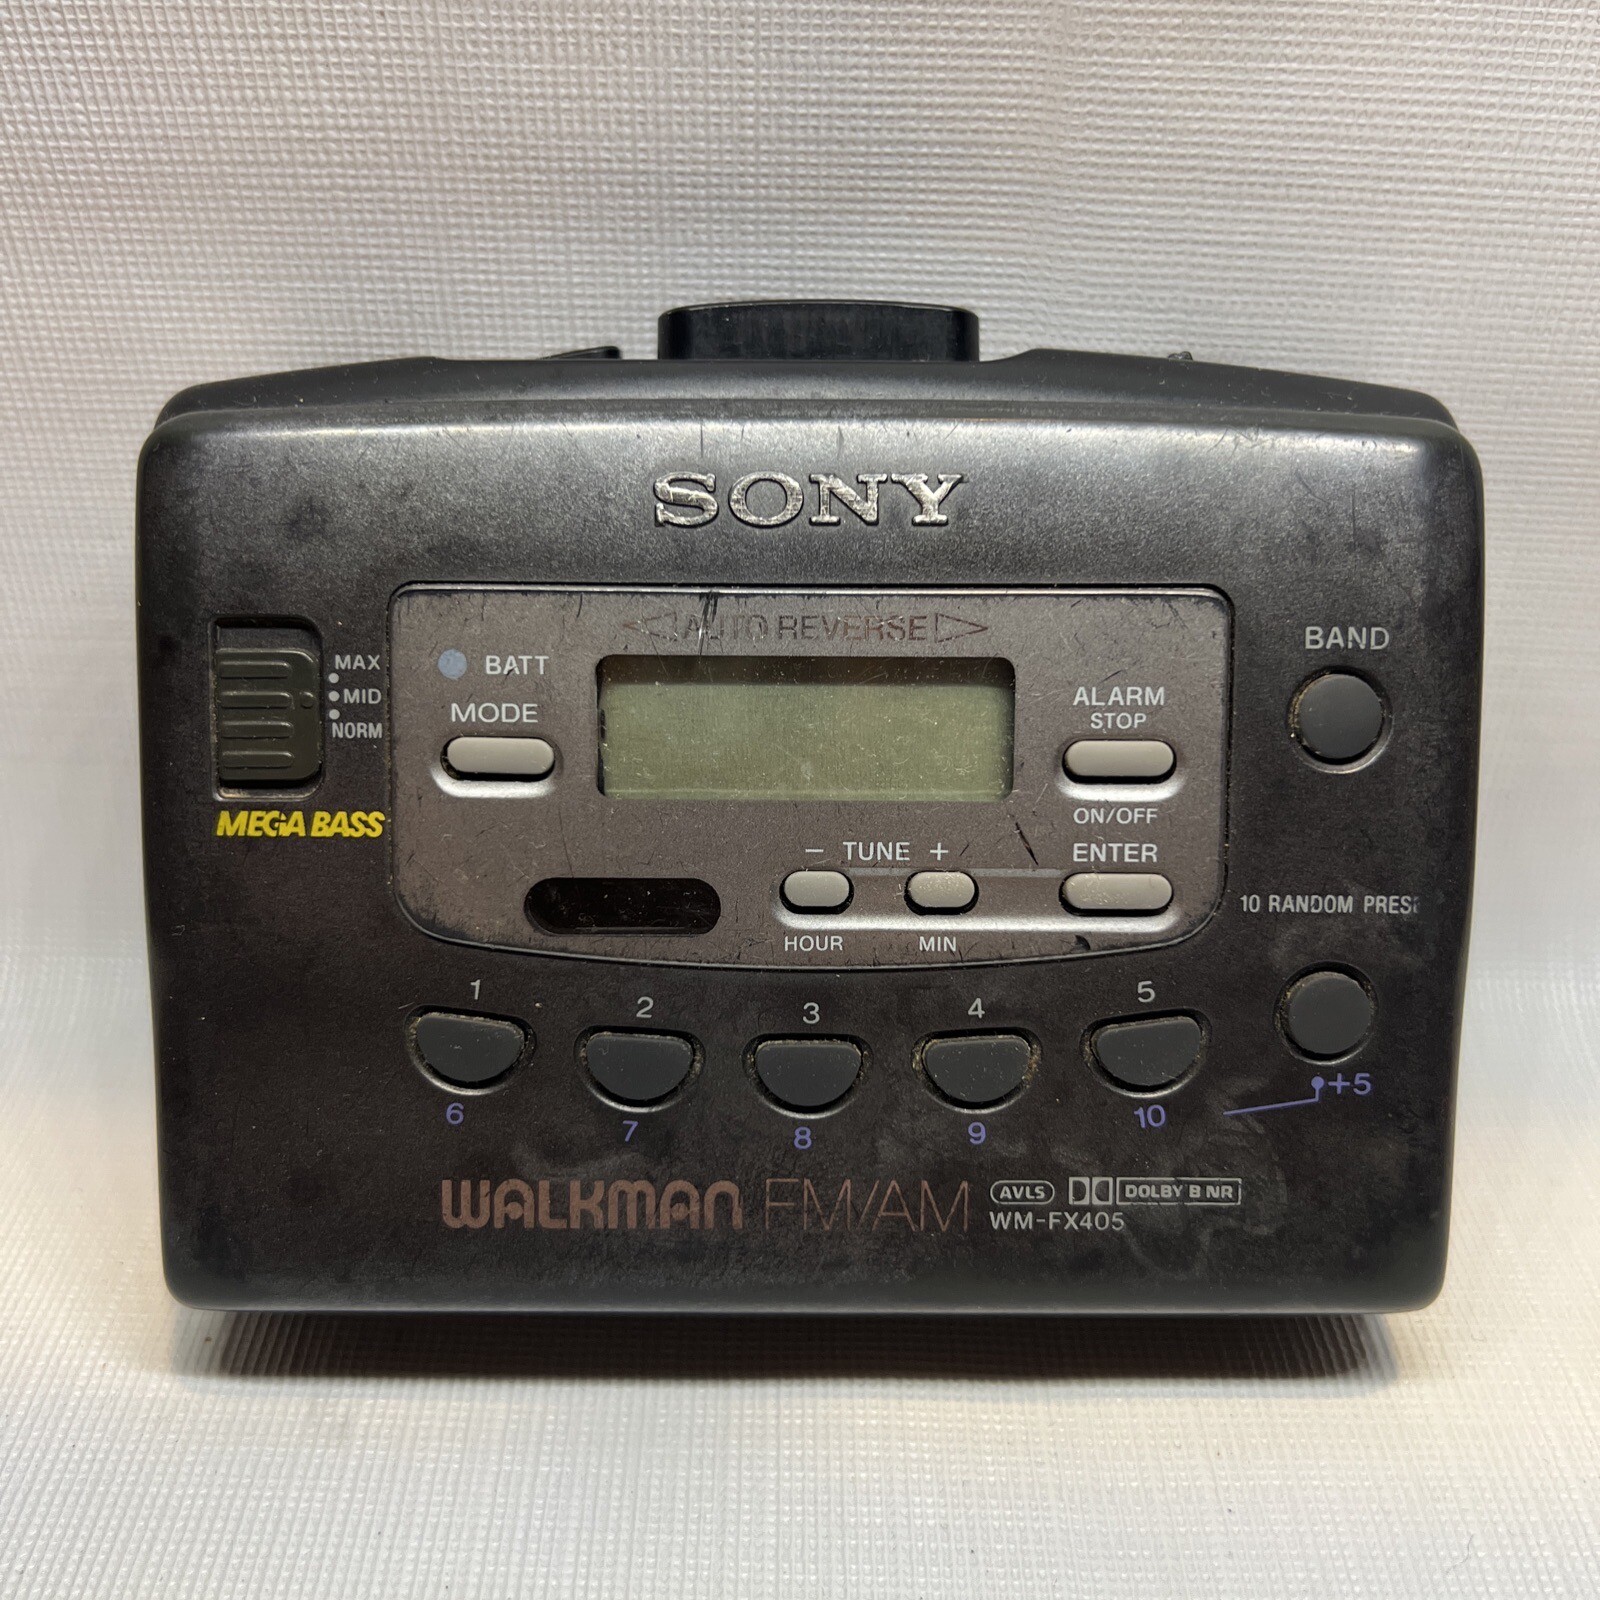 SONY
◁ AUTO REVERSE ▷
BATT
MODE
MAX
MID
NORM
MEGA BASS
ALARM
STOP
ON/OFF
BAND
− TUNE +
ENTER
HOUR MIN
10 RANDOM
1 2 3 4 5
6 7 8 9 10
+5
WALKMAN FM/AM
AVLS DOLBY B NR
WM-FX405